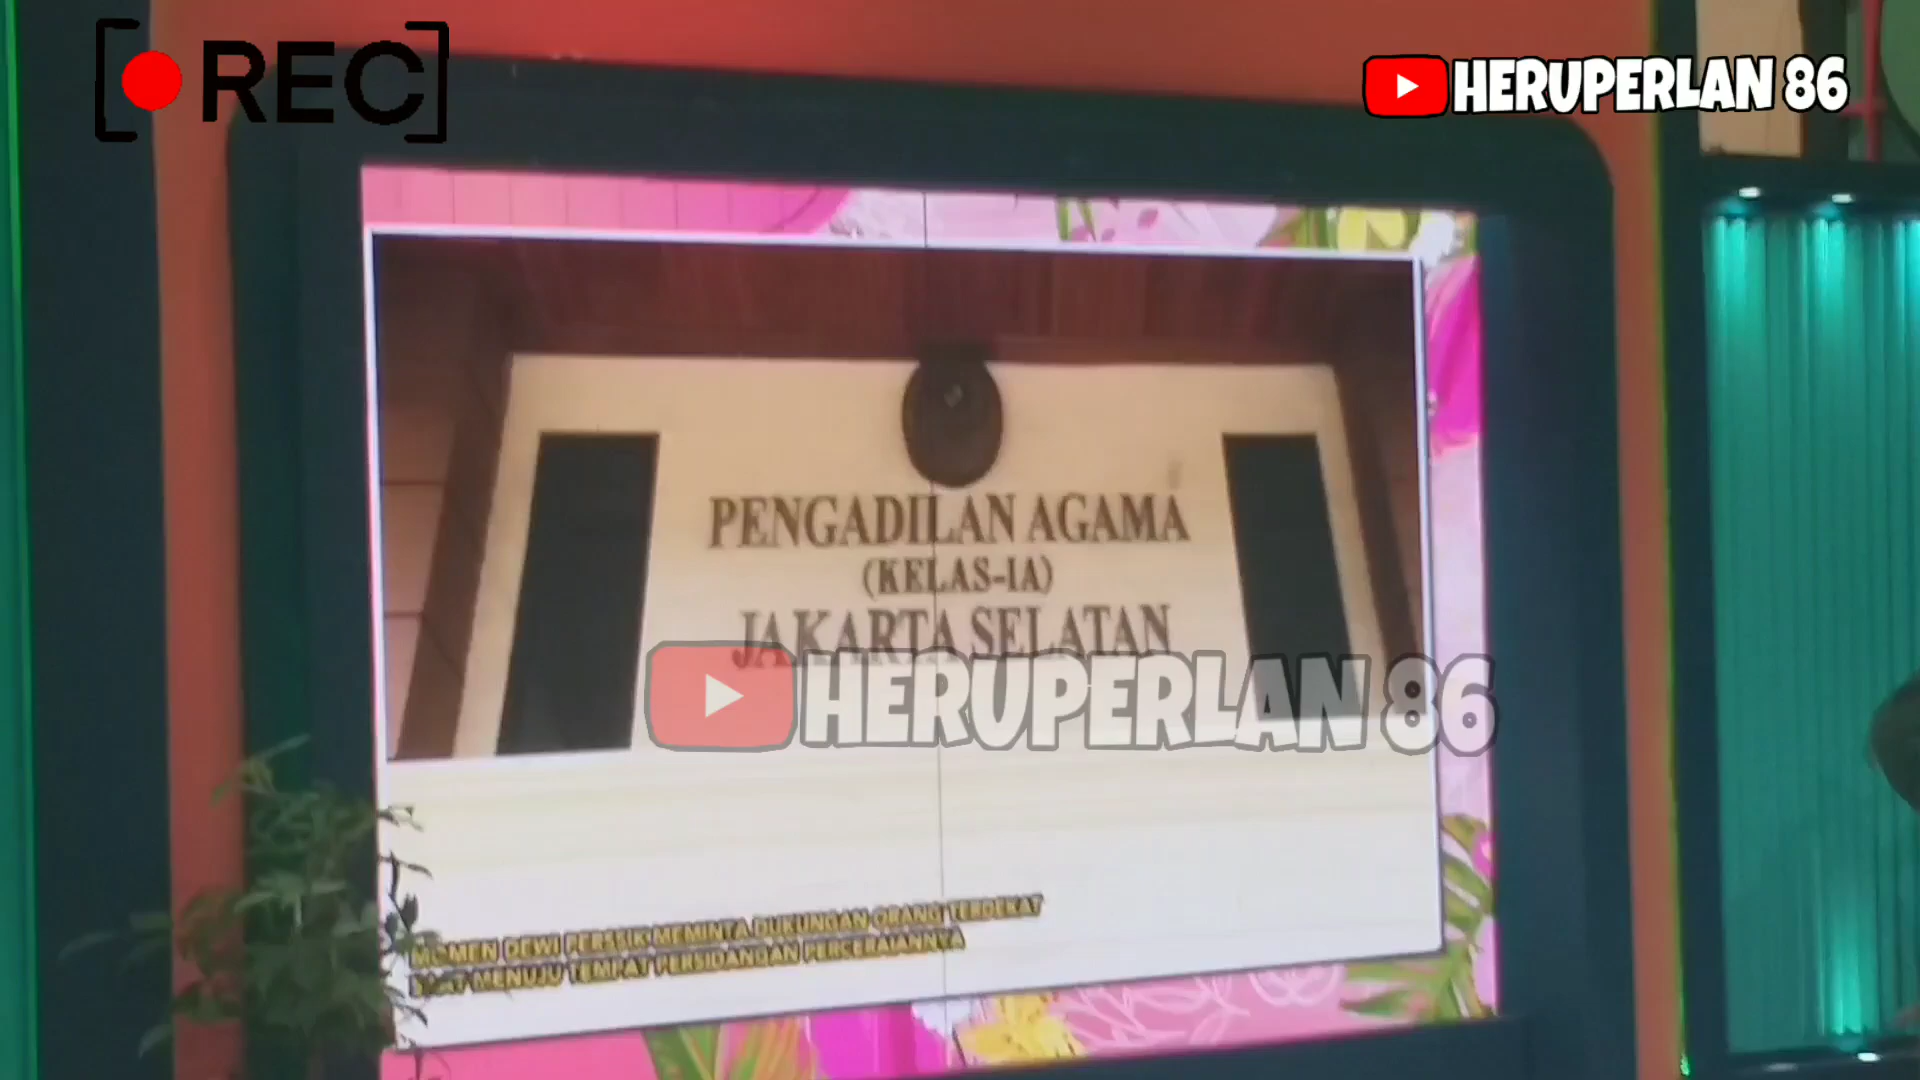 REC
HERUPERLAN 86
PENGADILAN AGAMA
(KELAS-IA)
JAKARTA SELATAN
HERUPERLAN 86
MOMEN DEWI PERSSIK MEMINTA DUKUNGAN ORANG TERDEKAT
SAAT MENUJU TEMPAT PERSIDANGAN PERCERAIANNYA